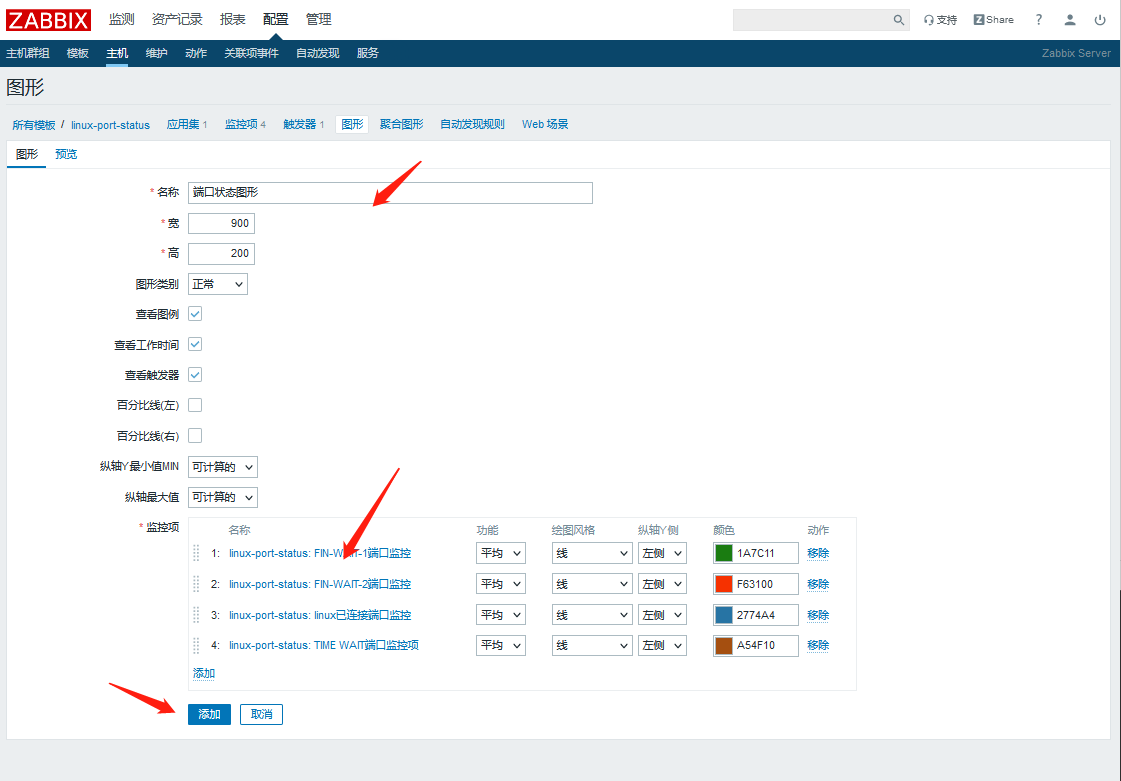 ZABBIX 监测 资产记录 报表 配置 管理 支持 Z Share ?
主机群组 模板 主机 维护 动作 关联项事件 自动发现 服务 Zabbix Server
图形
所有模板 / linux-port-status 应用集 1 监控项 4 触发器 1 图形 聚合图形 自动发现规则 Web 场景
图形 预览
* 名称 端口状态图形
* 宽 900
* 高 200
图形类别 正常
查看图例
查看工作时间
查看触发器
百分比线(左)
百分比线(右)
纵轴Y最小值MIN 可计算的
纵轴最大值 可计算的
* 监控项 名称 功能 绘图风格 纵轴Y侧 颜色 动作
1: linux-port-status: FIN-WAIT-1端口监控 平均 线 左侧 1A7C11 移除
2: linux-port-status: FIN-WAIT-2端口监控 平均 线 左侧 F63100 移除
3: linux-port-status: linux已连接端口监控 平均 线 左侧 2774A4 移除
4: linux-port-status: TIME WAIT端口监控项 平均 线 左侧 A54F10 移除
添加
添加 取消